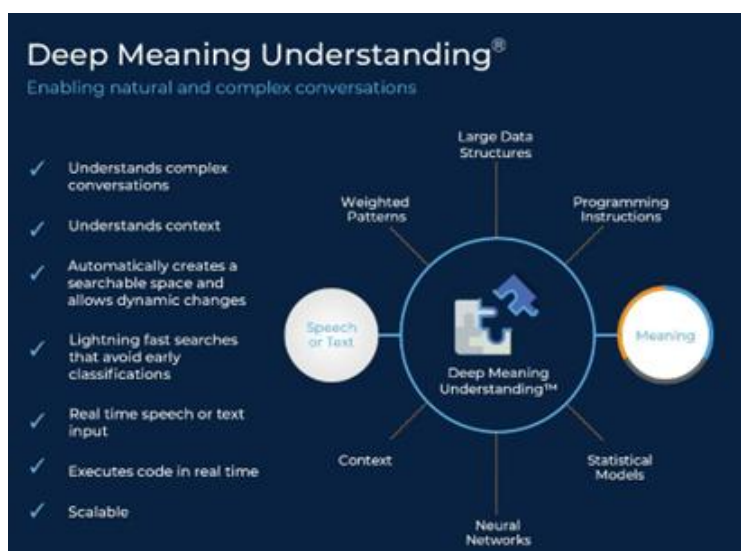 Deep Meaning Understanding®
Enabling natural and complex conversations
✓ Understands complex
conversations
✓ Understands context
✓ Automatically creates a
searchable space and
allows dynamic changes
✓ Lightning fast searches
that avoid early
classifications
✓ Real time speech or text
input
✓ Executes code in real time
✓ Scalable
Large Data
Structures
Weighted
Patterns
Programming
Instructions
Speech
or Text
Deep Meaning
Understanding™
Meaning
Context
Statistical
Models
Neural
Networks